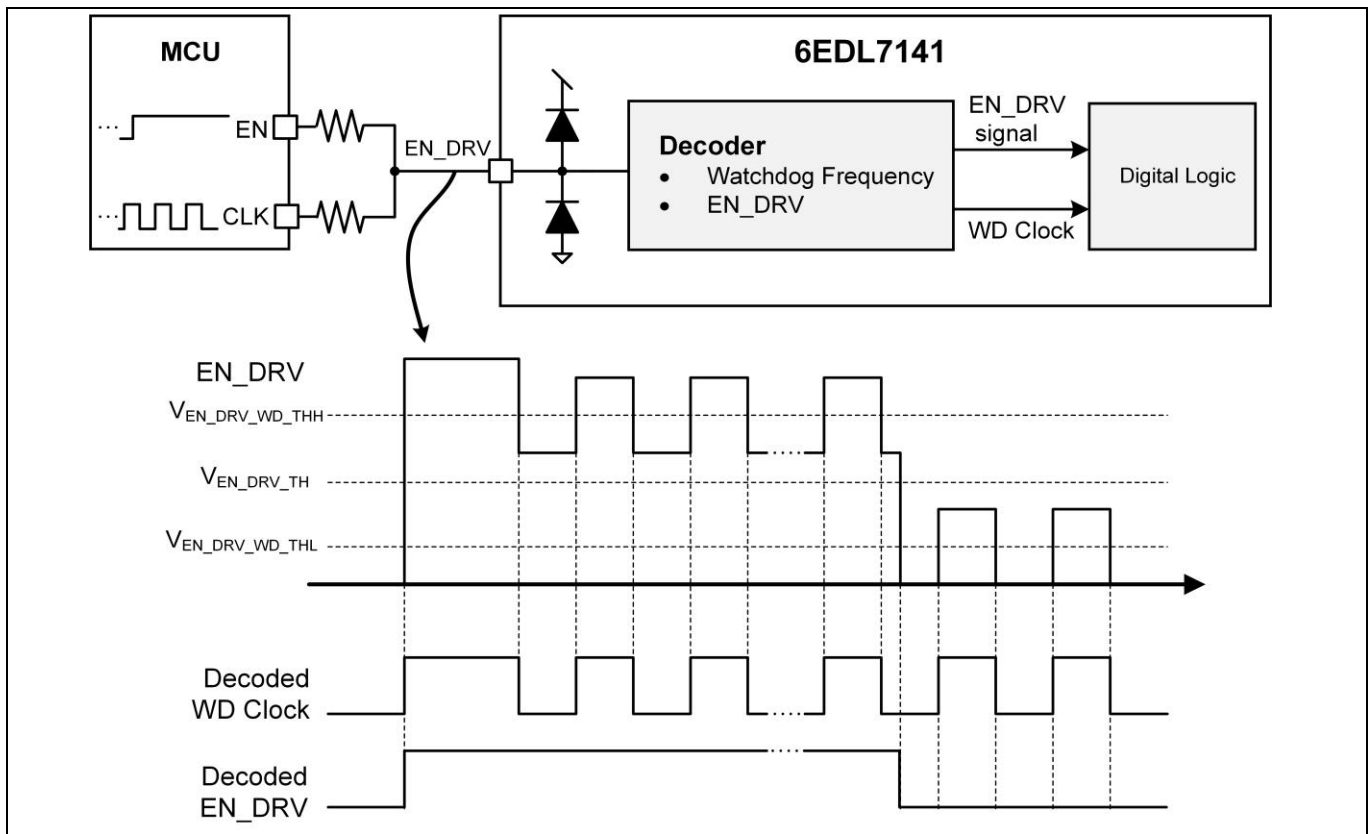 MCU
6EDL7141
EN
CLK
EN_DRV
Decoder
• Watchdog Frequency
• EN_DRV
EN_DRV
signal
WD Clock
Digital Logic
EN_DRV
VEN_DRV_WD_THH
VEN_DRV_TH
VEN_DRV_WD_THL
Decoded
WD Clock
Decoded
EN_DRV